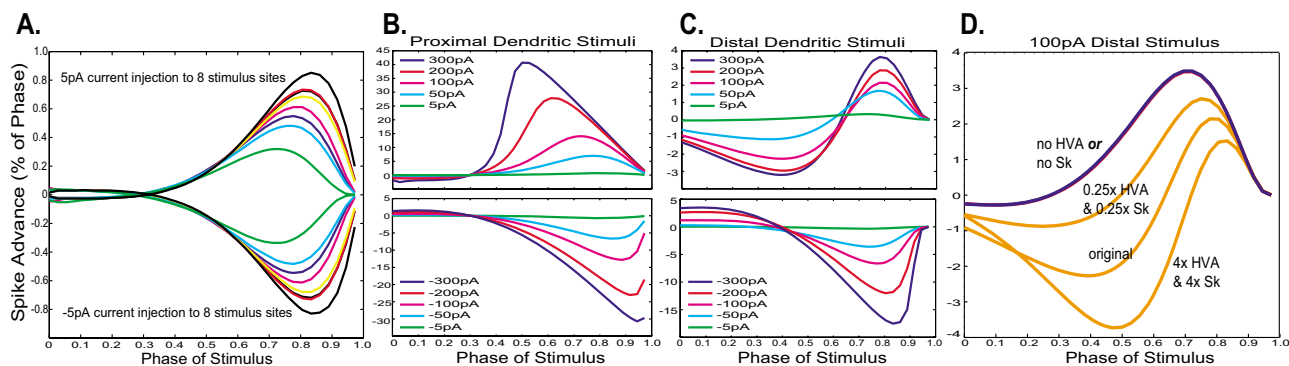 A.
Spike Advance (% of Phase)
1.0
0.8
0.6
0.4
0.2
0
-0.2
-0.4
-0.6
-0.8
5pA current injection to 8 stimulus sites
-5pA current injection to 8 stimulus sites
0 0.1 0.2 0.3 0.4 0.5 0.6 0.7 0.8 0.9 1.0
Phase of Stimulus
B.
Proximal Dendritic Stimuli
45
40
35
30
25
20
15
10
5
0
300pA
200pA
100pA
50pA
5pA
5
0
-5
-10
-15
-20
-25
-30
-300pA
-200pA
-100pA
-50pA
-5pA
0 0.1 0.2 0.3 0.4 0.5 0.6 0.7 0.8 0.9 1.0
Phase of Stimulus
C.
Distal Dendritic Stimuli
4
3
2
1
0
-1
-2
-3
300pA
200pA
100pA
50pA
5pA
5
0
-5
-10
-15
-300pA
-200pA
-100pA
-50pA
-5pA
0 0.1 0.2 0.3 0.4 0.5 0.6 0.7 0.8 0.9 1.0
Phase of Stimulus
D.
100pA Distal Stimulus
4
3
2
1
0
-1
-2
-3
-4
no HVA or
no Sk
0.25x HVA
& 0.25x Sk
original
4x HVA
& 4x Sk
0 0.1 0.2 0.3 0.4 0.5 0.6 0.7 0.8 0.9 1.0
Phase of Stimulus